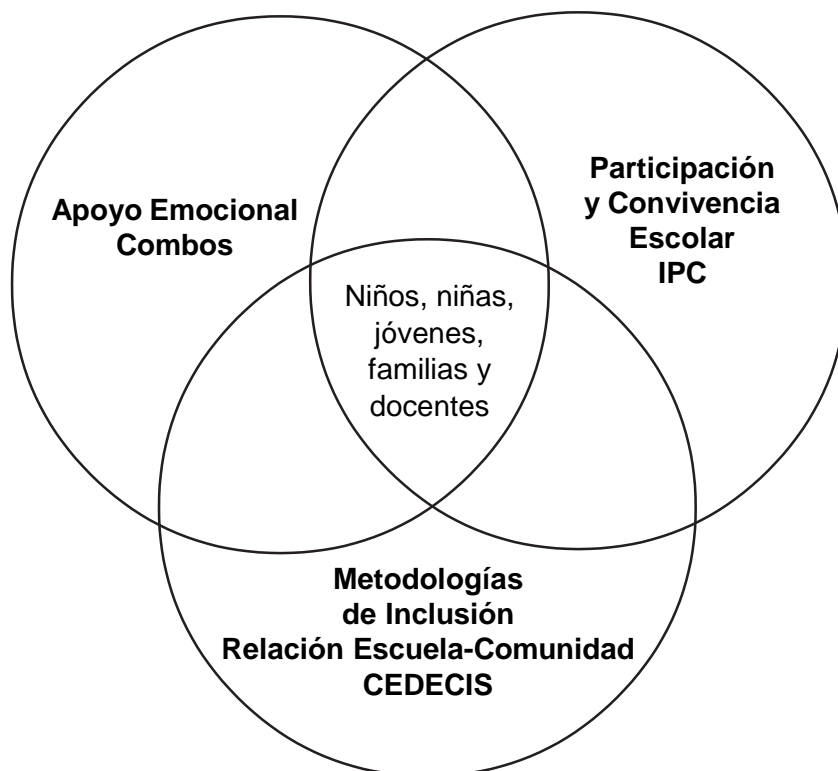 Apoyo Emocional
Combos
Participación
y Convivencia
Escolar
IPC
Niños, niñas,
jóvenes,
familias y
docentes
Metodologías
de Inclusión
Relación Escuela-Comunidad
CEDECIS